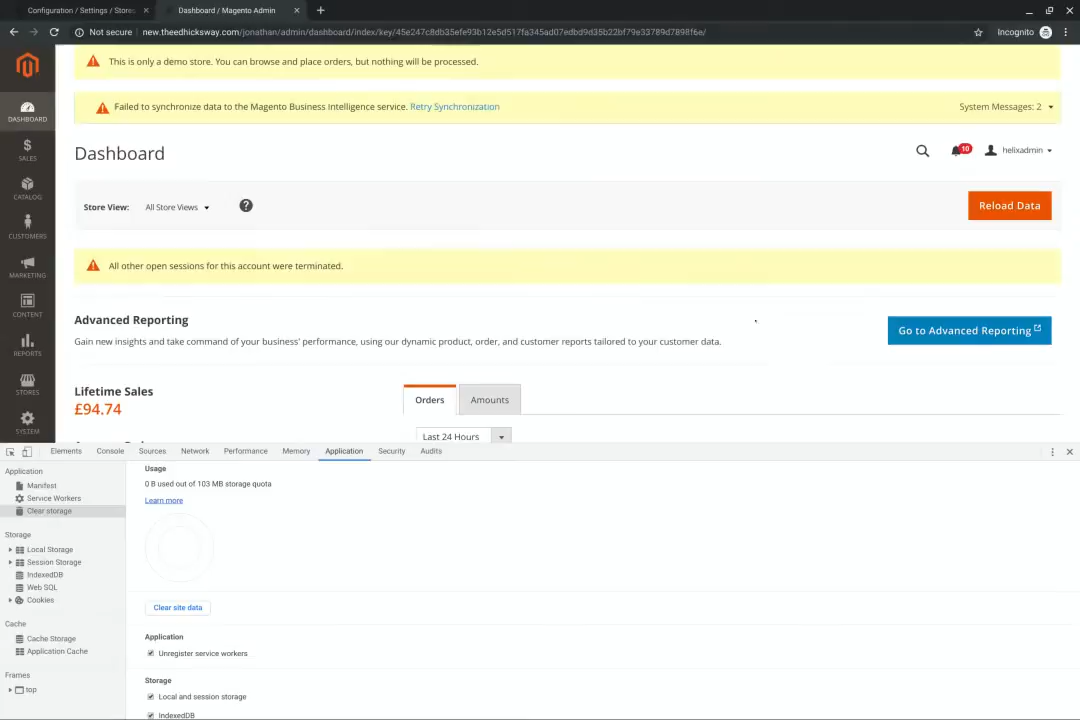 Configuration / Settings / Stores
Dashboard / Magento Admin
Not secure
new.theedhicksway.com/jonathan/admin/dashboard/index/key/45e247c8db35efe93b12e5d517fa345ad07edbd9d35b22bf79e33789d7898f6e/
Incognito
This is only a demo store. You can browse and place orders, but nothing will be processed.
Failed to synchronize data to the Magento Business Intelligence service. Retry Synchronization
System Messages: 2
DASHBOARD
SALES
CATALOG
CUSTOMERS
MARKETING
CONTENT
REPORTS
STORES
SYSTEM
Dashboard
10
helixadmin
Store View:
All Store Views
?
Reload Data
All other open sessions for this account were terminated.
Advanced Reporting
Gain new insights and take command of your business' performance, using our dynamic product, order, and customer reports tailored to your customer data.
Go to Advanced Reporting
Lifetime Sales
£94.74
Orders
Amounts
Last 24 Hours
Elements
Console
Sources
Network
Performance
Memory
Application
Security
Audits
Application
Manifest
Service Workers
Clear storage
Storage
Local Storage
Session Storage
IndexedDB
Web SQL
Cookies
Cache
Cache Storage
Application Cache
Frames
top
Usage
0 B used out of 103 MB storage quota
Learn more
Clear site data
Application
Unregister service workers
Storage
Local and session storage
IndexedDB